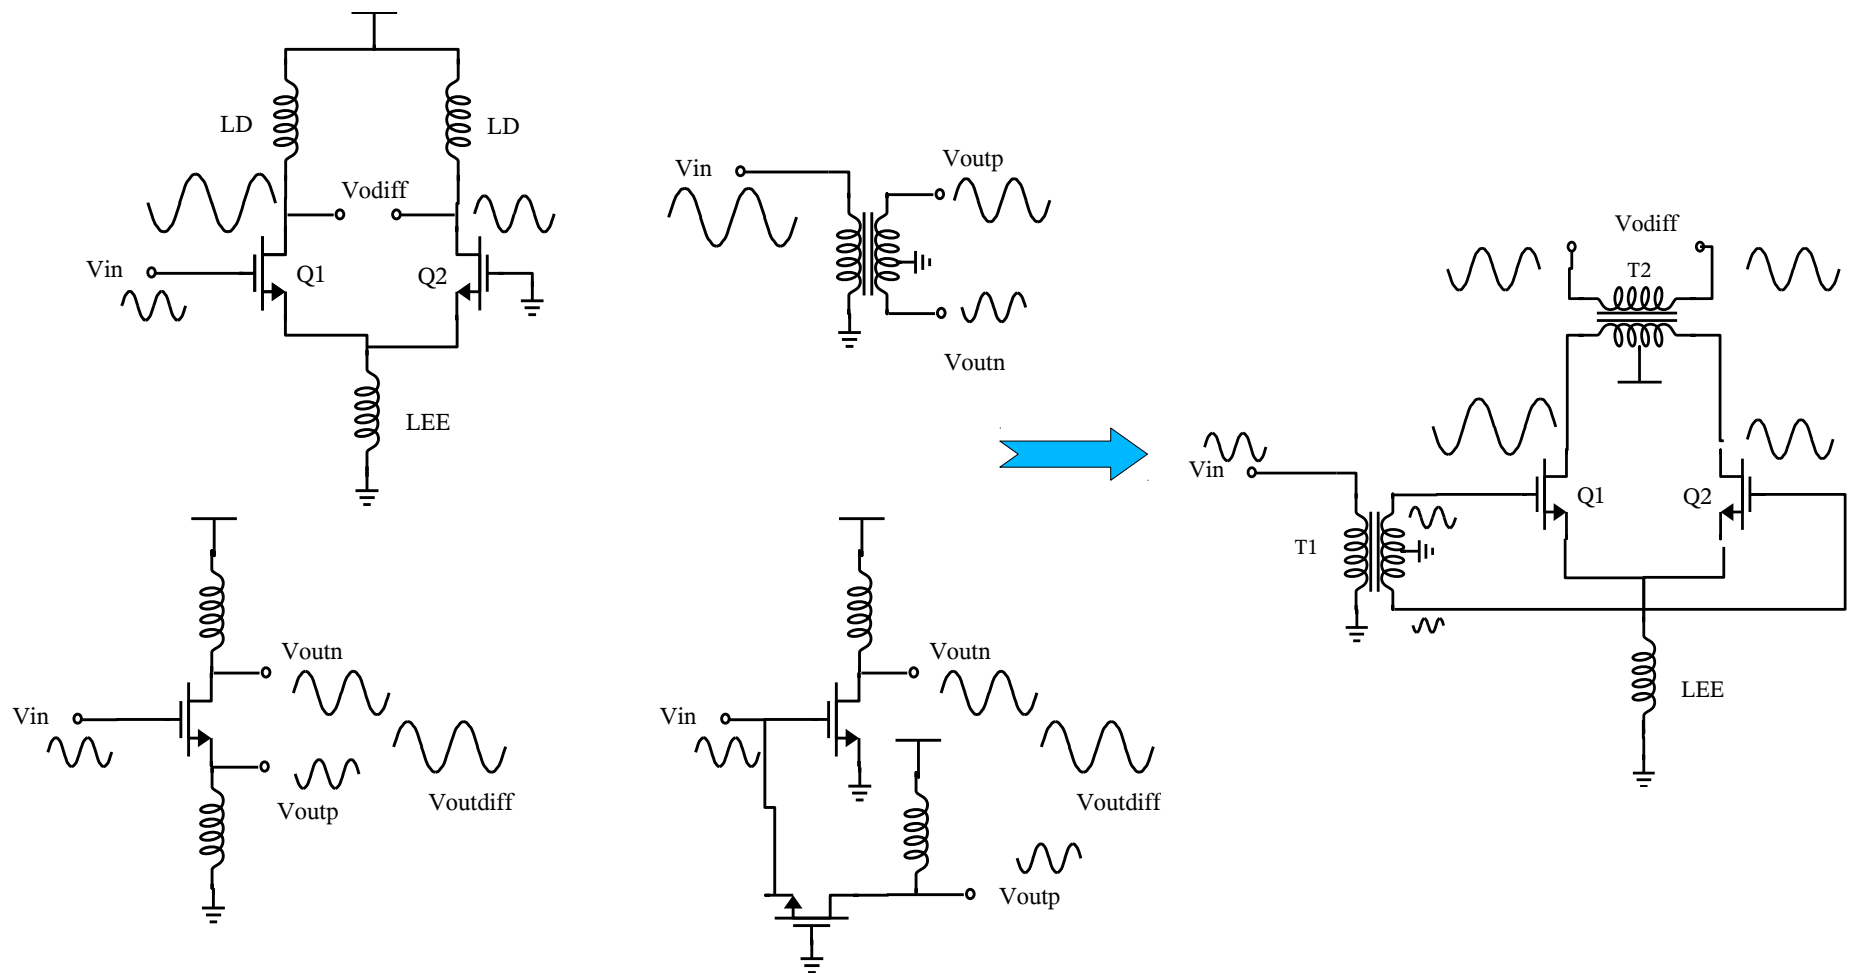 LD
LD
Vodiff
Vin
Q1
Q2
LEE
Vin
Voutp
Voutn
Vodiff
T2
Vin
Q1
Q2
T1
LEE
Voutn
Vin
Voutp
Voutdiff
Voutn
Vin
Voutdiff
Voutp